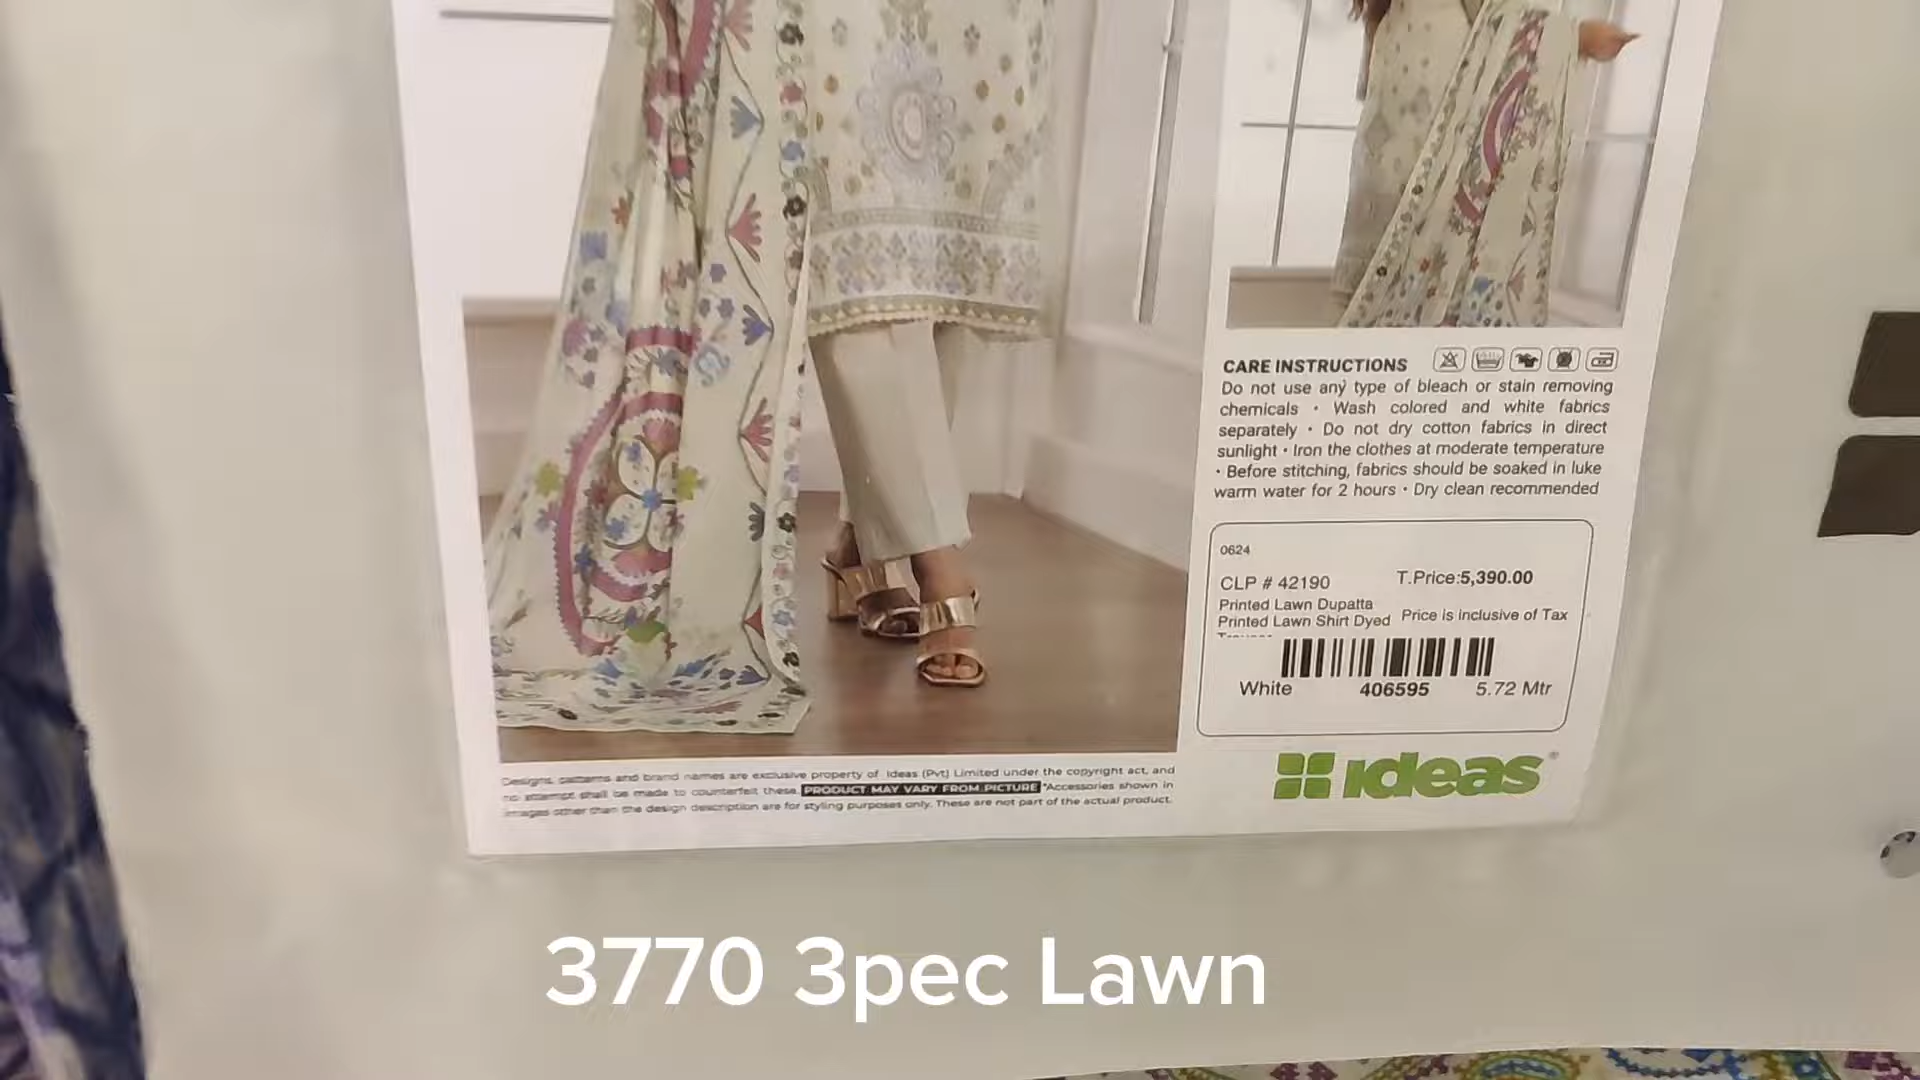 CARE INSTRUCTIONS
Do not use any type of bleach or stain removing
chemicals • Wash colored and white fabrics
separately • Do not dry cotton fabrics in direct
sunlight • Iron the clothes at moderate temperature
• Before stitching, fabrics should be soaked in luke
warm water for 2 hours • Dry clean recommended
0624
CLP # 42190 T.Price:5,390.00
Printed Lawn Dupatta
Printed Lawn Shirt Dyed Price is inclusive of Tax
White 406595 5.72 Mtr
ideas
Designs, patterns and brand names are exclusive property of Ideas (Pvt) Limited under the copyright act, and
no attempt shall be made to counterfeit these. PRODUCT MAY VARY FROM PICTURE *Accessories shown in
images other than the design description are for styling purposes only. These are not part of the actual product.
3770 3pec Lawn